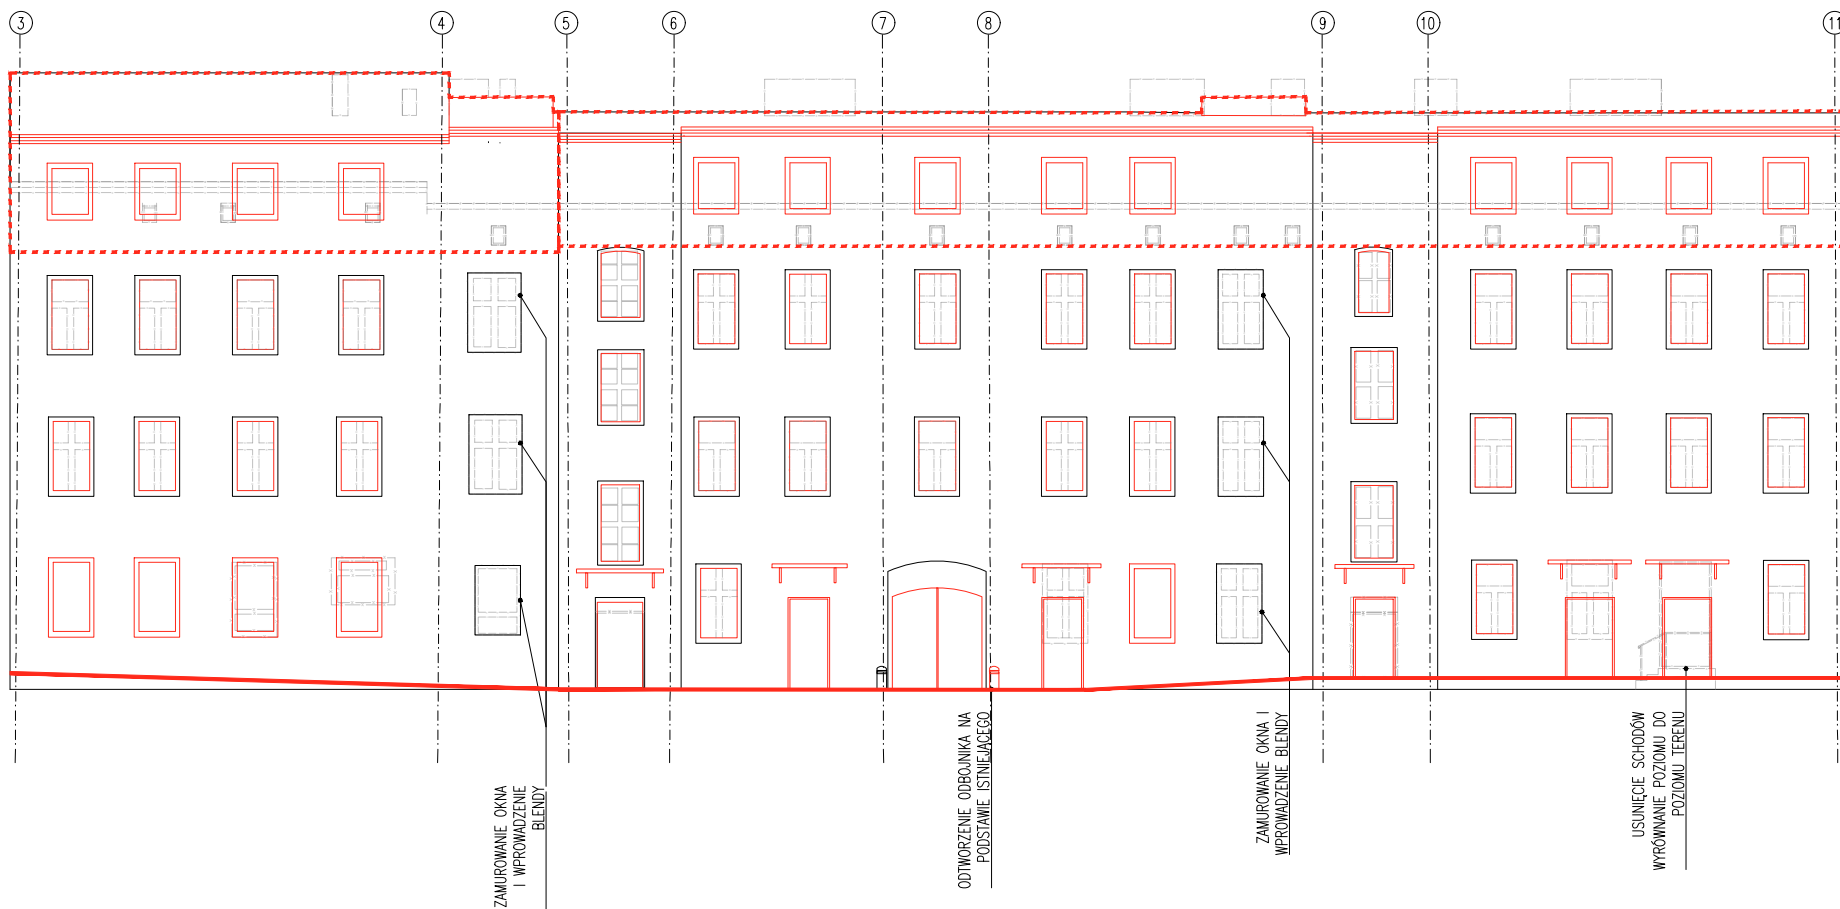 3
4
5
6
7
8
9
10
11
ZAMUROWANIE OKNA
I WPROWADZENIE
BLENDY
ODTWORZENIE ODBOJNIKA NA
PODSTAWIE ISTNIEJĄCEGO
ZAMUROWANIE OKNA I
WPROWADZENIE BLENDY
USUNIĘCIE SCHODÓW
WYRÓWNANIE POZIOMU DO
POZIOMU TERENU